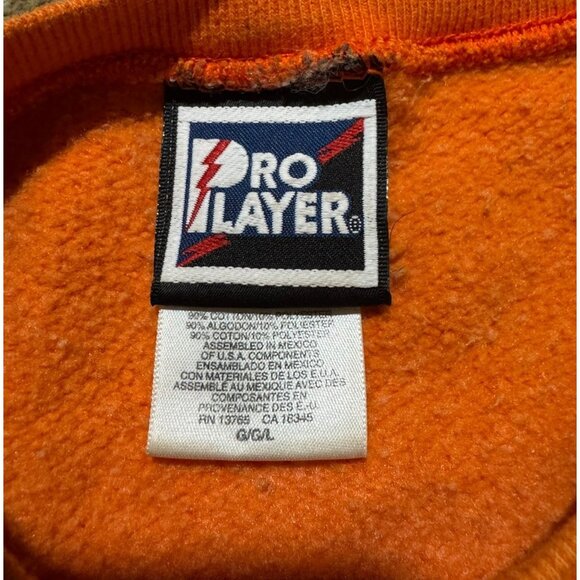 PRO
PLAYER®
90% COTTON/10% POLYESTER
90% ALGODON/10% POLIESTER
90% COTON/10% POLYESTER
ASSEMBLED IN MEXICO
OF U.S.A. COMPONENTS
ENSAMBLADO EN MEXICO
CON MATERIALES DE LOS E.U.A.
ASSEMBLE AU MEXIQUE AVEC DES
COMPOSANTES EN
PROVENANCE DES É.-U.
RN 13765 CA 16345
G/G/L